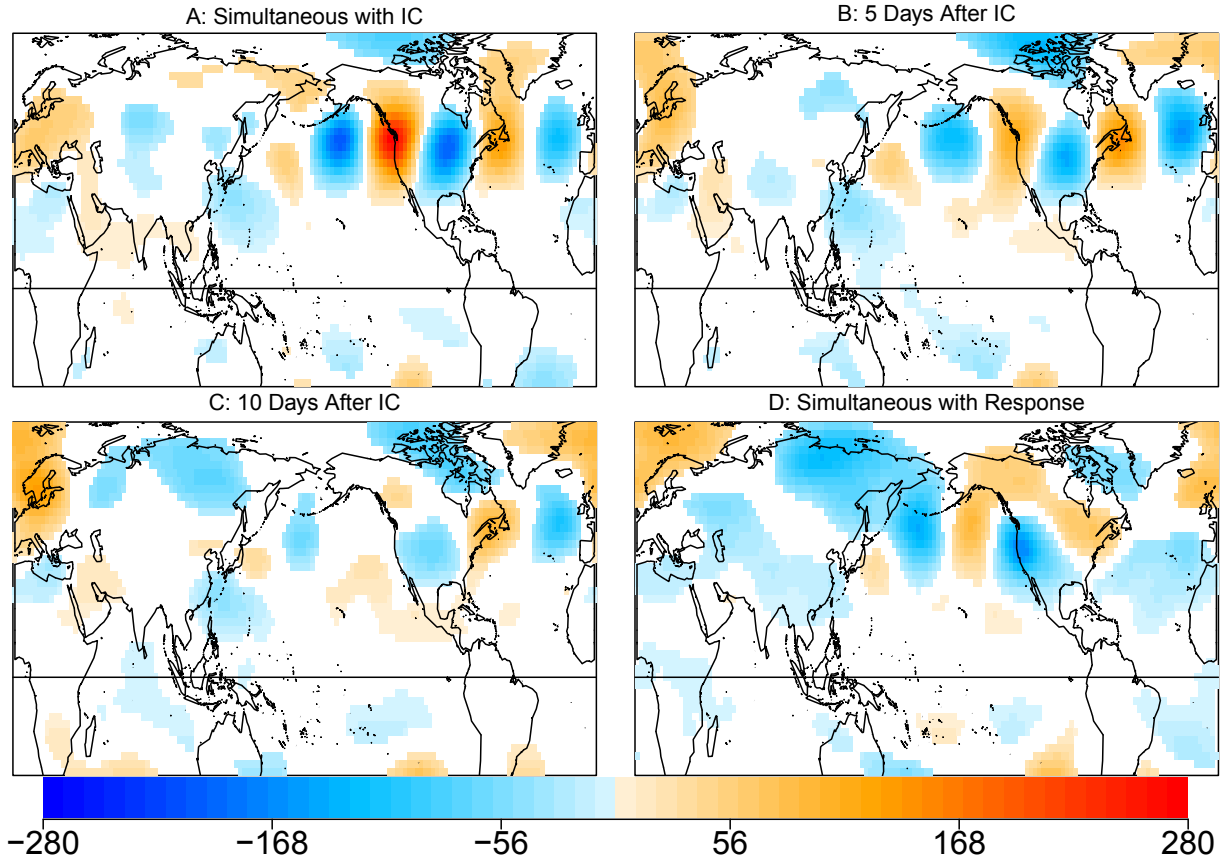 A: Simultaneous with IC
B: 5 Days After IC
C: 10 Days After IC
D: Simultaneous with Response
−280 −168 −56 56 168 280